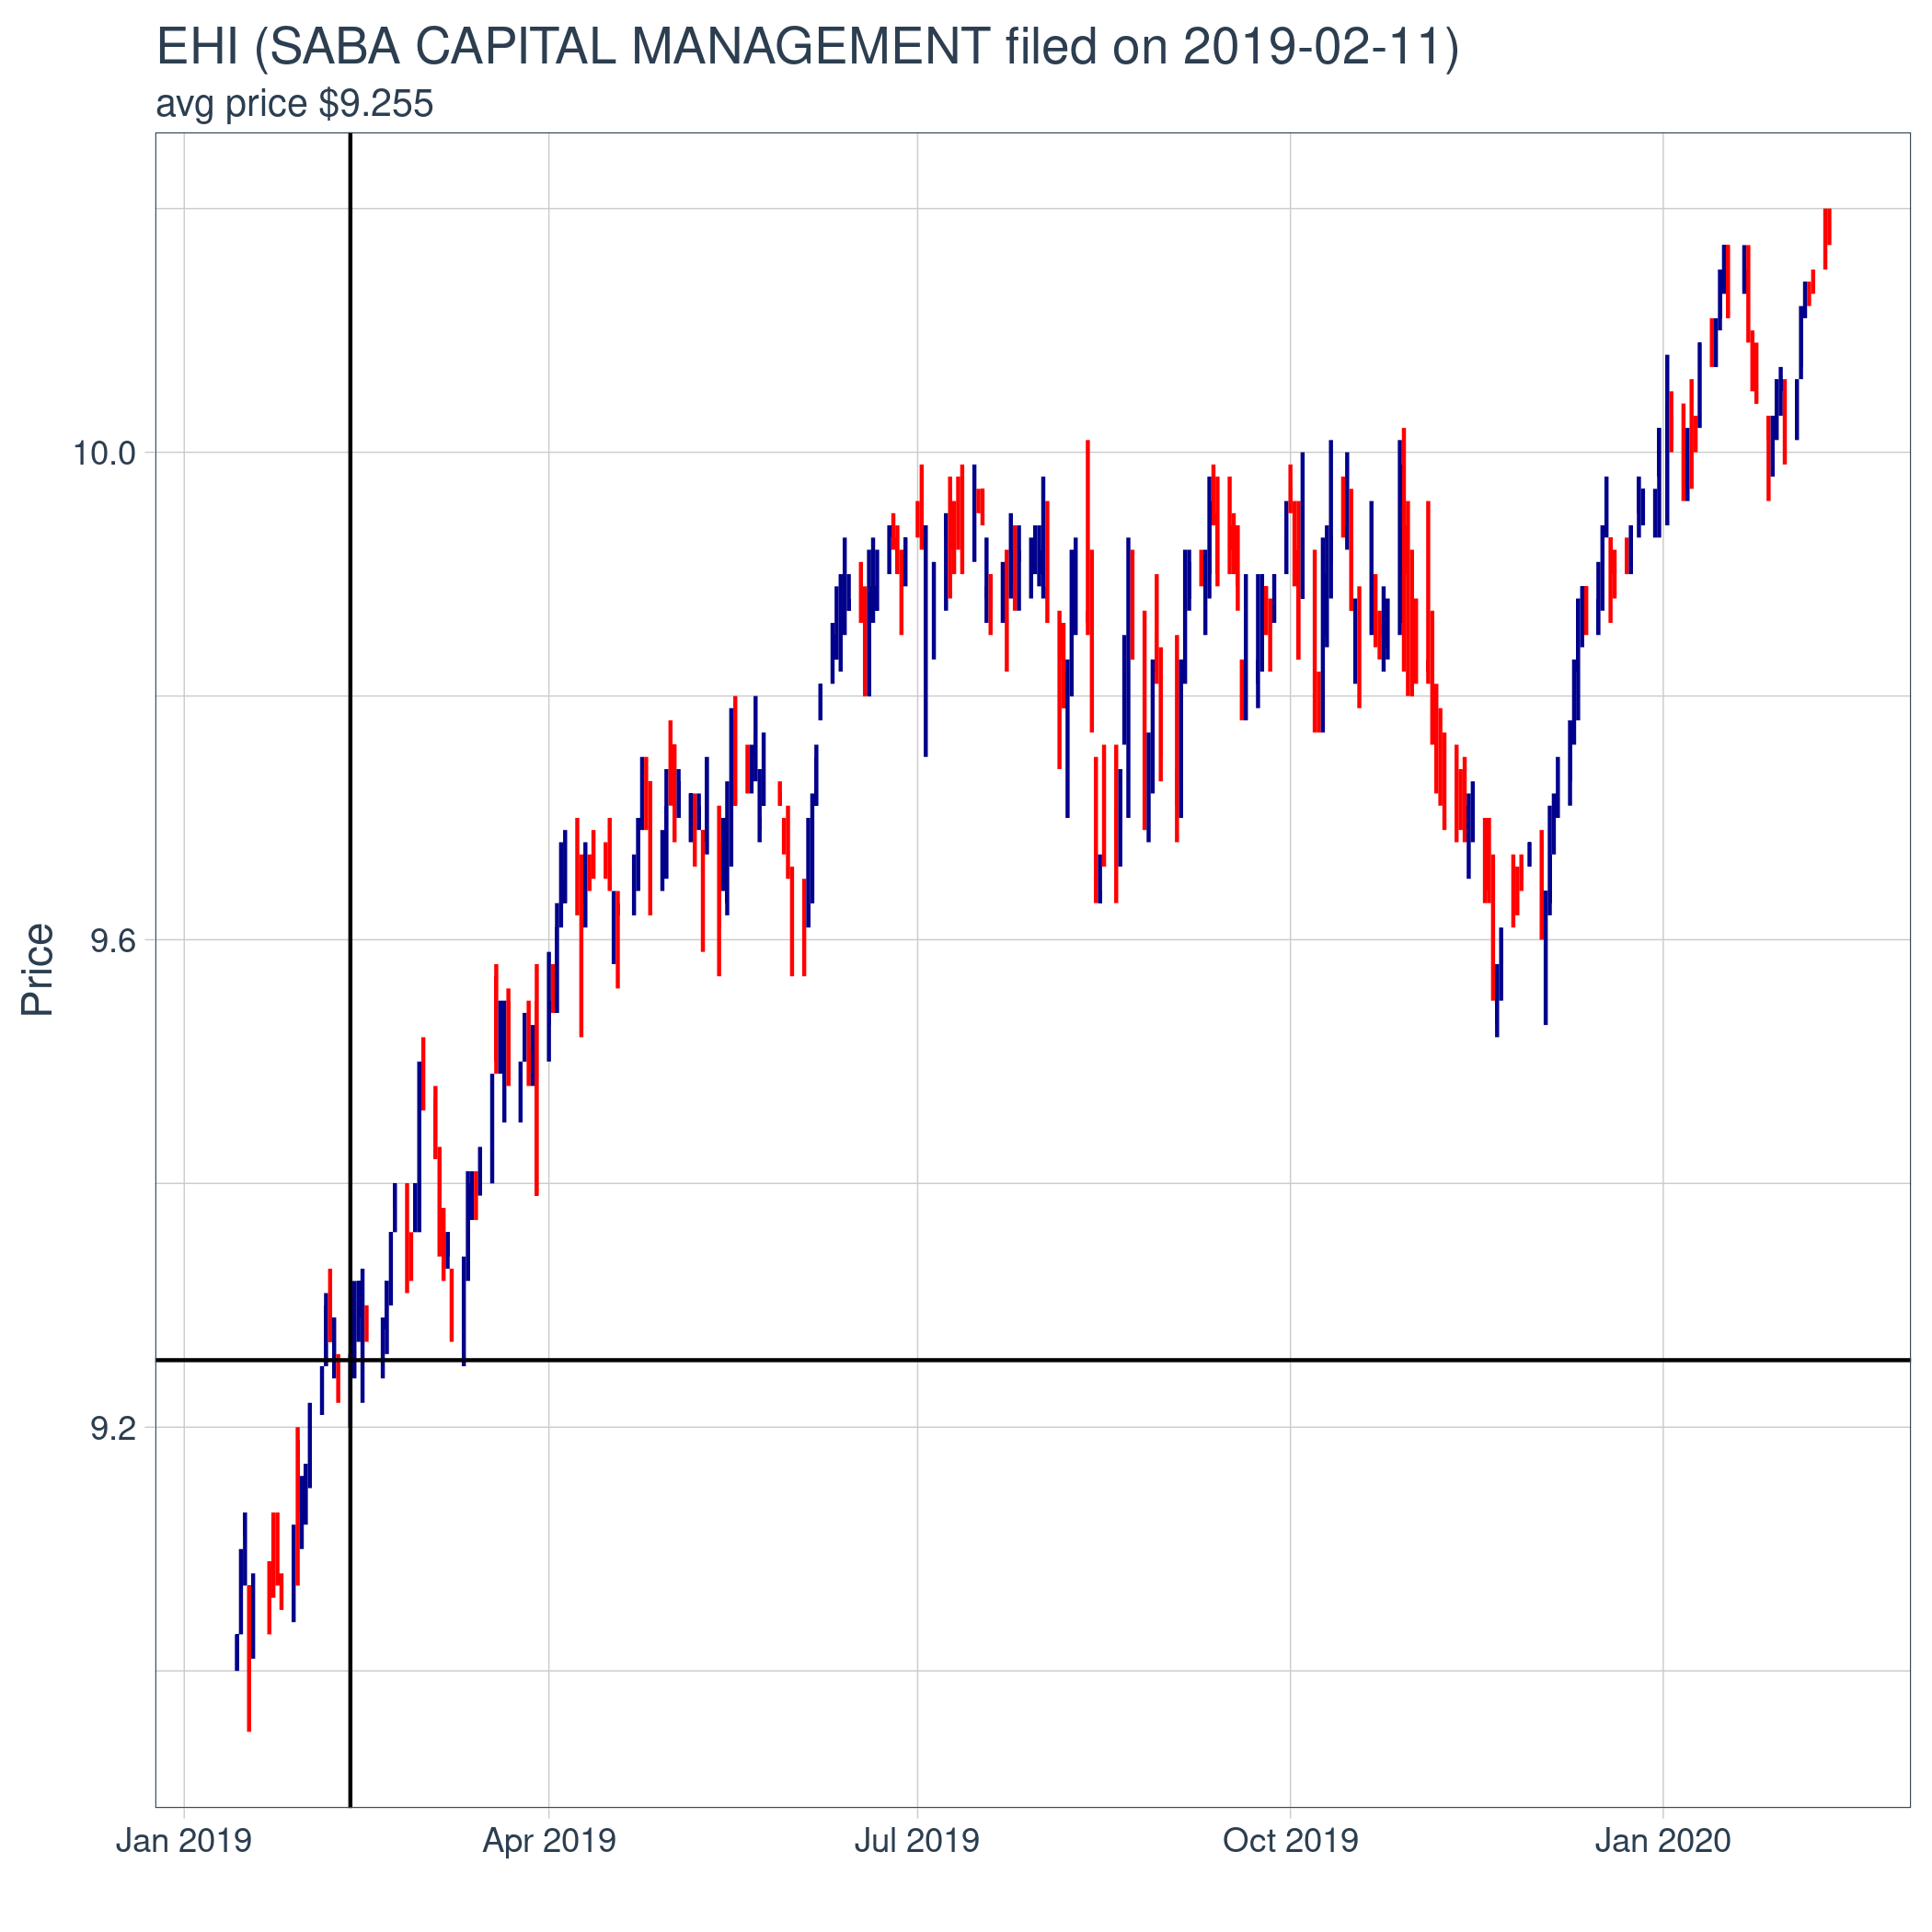 EHI (SABA CAPITAL MANAGEMENT filed on 2019-02-11)
avg price $9.255
Price
10.0
9.6
9.2
Jan 2019 Apr 2019 Jul 2019 Oct 2019 Jan 2020